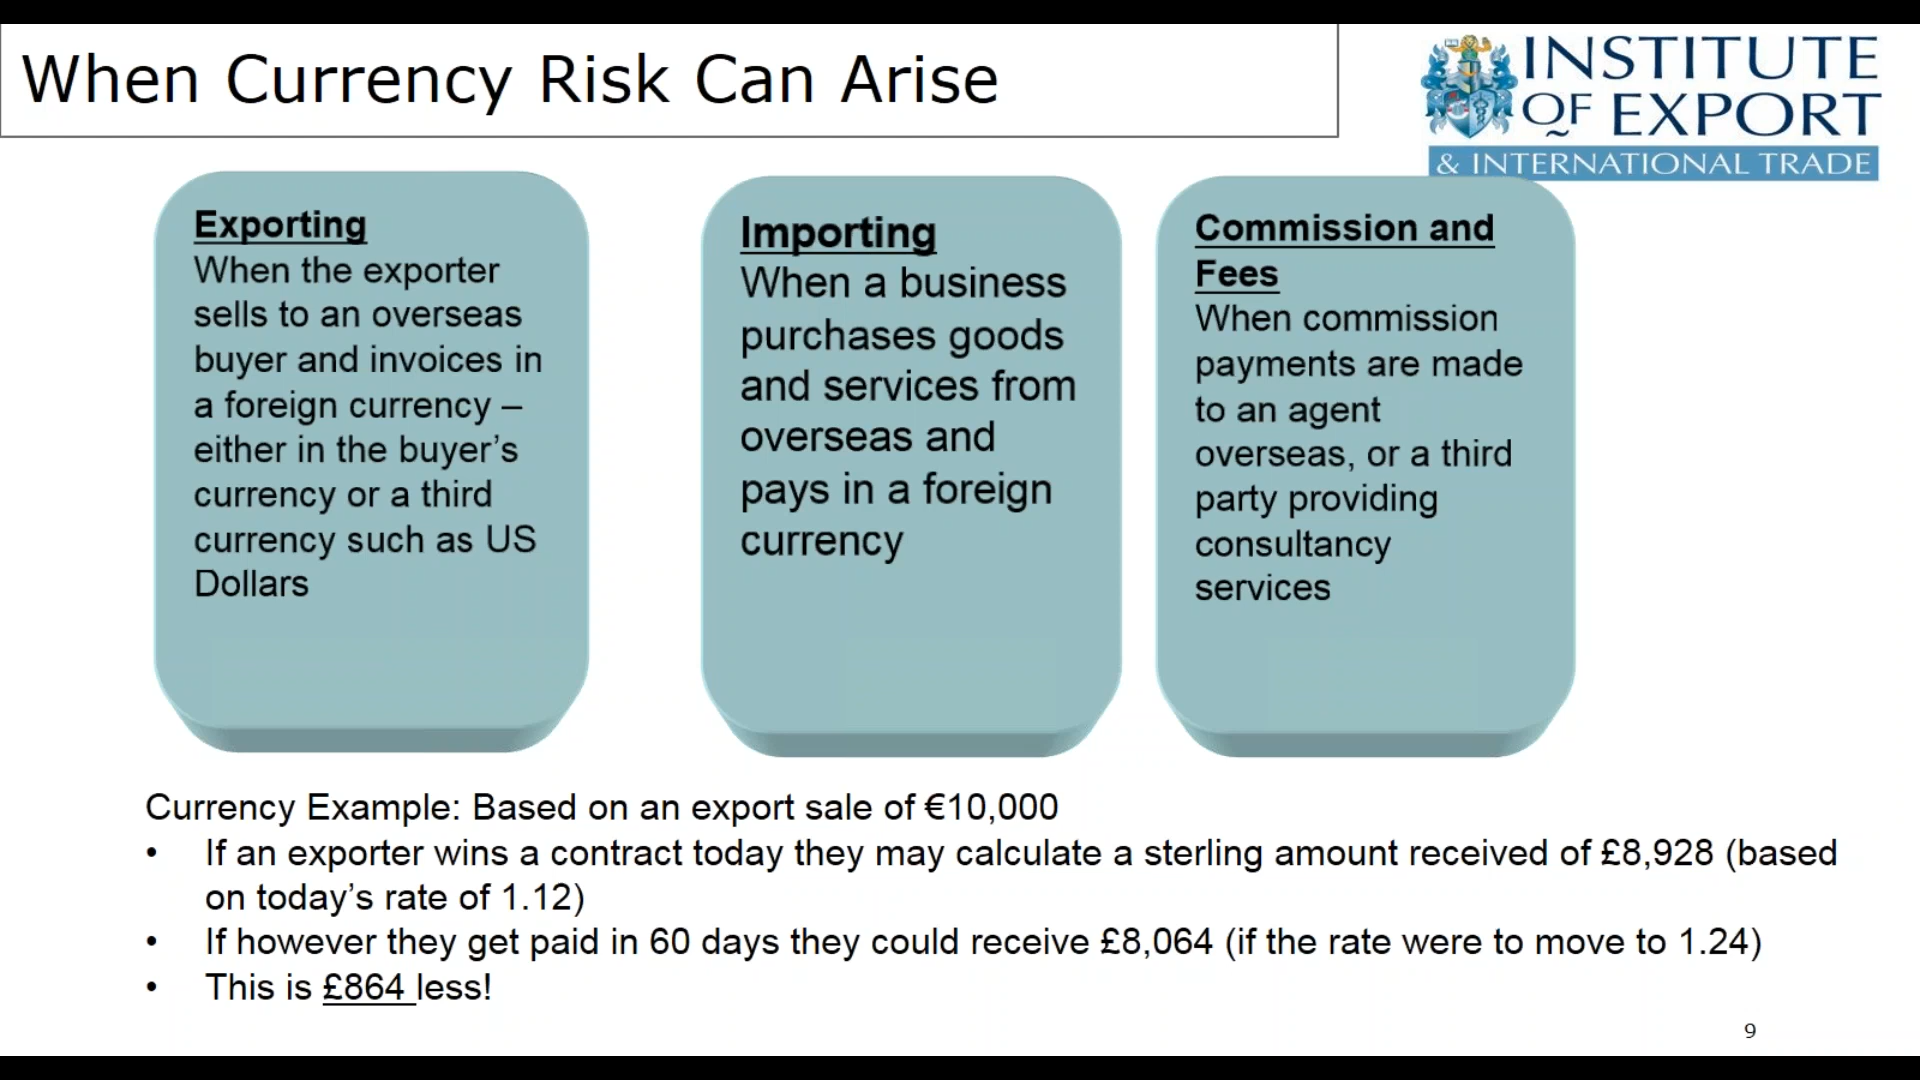 When Currency Risk Can Arise
INSTITUTE
OF EXPORT
& INTERNATIONAL TRADE
Exporting
When the exporter
sells to an overseas
buyer and invoices in
a foreign currency –
either in the buyer’s
currency or a third
currency such as US
Dollars
Importing
When a business
purchases goods
and services from
overseas and
pays in a foreign
currency
Commission and
Fees
When commission
payments are made
to an agent
overseas, or a third
party providing
consultancy
services
Currency Example: Based on an export sale of €10,000
• If an exporter wins a contract today they may calculate a sterling amount received of £8,928 (based
on today’s rate of 1.12)
• If however they get paid in 60 days they could receive £8,064 (if the rate were to move to 1.24)
• This is £864 less!
9